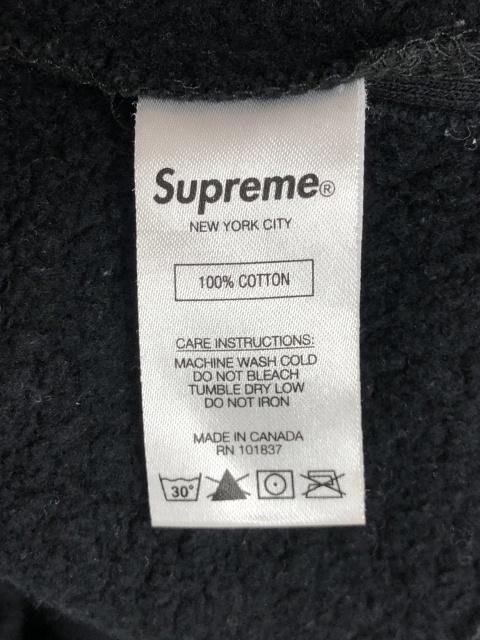 Supreme®
NEW YORK CITY
100% COTTON
CARE INSTRUCTIONS:
MACHINE WASH COLD
DO NOT BLEACH
TUMBLE DRY LOW
DO NOT IRON
MADE IN CANADA
RN 101837
30°